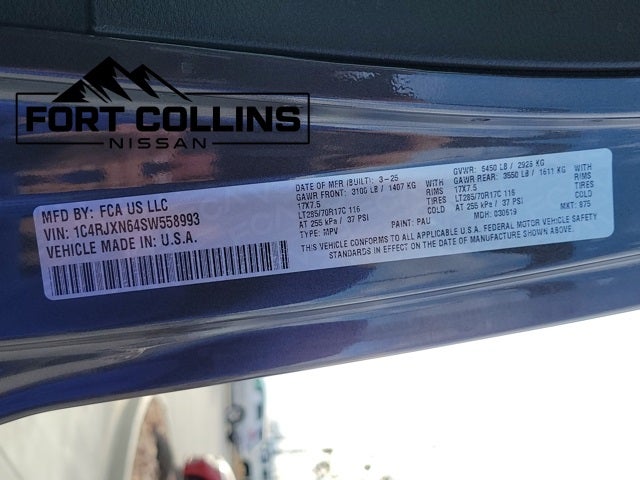 FORT COLLINS
NISSAN
MFD BY: FCA US LLC
VIN: 1C4RJXN64SW558993
VEHICLE MADE IN: U.S.A.
DATE OF MFR (BUILT): 3-25 GVWR: 6450 LB / 2926 KG
GAWR FRONT: 3100 LB / 1407 KG WITH GAWR REAR: 3550 LB / 1611 KG WITH
17X7.5 RIMS 17X7.5 RIMS
LT285/70R17C 116 TIRES LT285/70R17C 116 TIRES
AT 255 kPa / 37 PSI COLD AT 255 kPa / 37 PSI COLD
TYPE: MPV PAINT: PAU MDH: 030619 MKT: 875
THIS VEHICLE CONFORMS TO ALL APPLICABLE U.S.A. FEDERAL MOTOR VEHICLE SAFETY
STANDARDS IN EFFECT ON THE DATE OF MANUFACTURE SHOWN ABOVE.